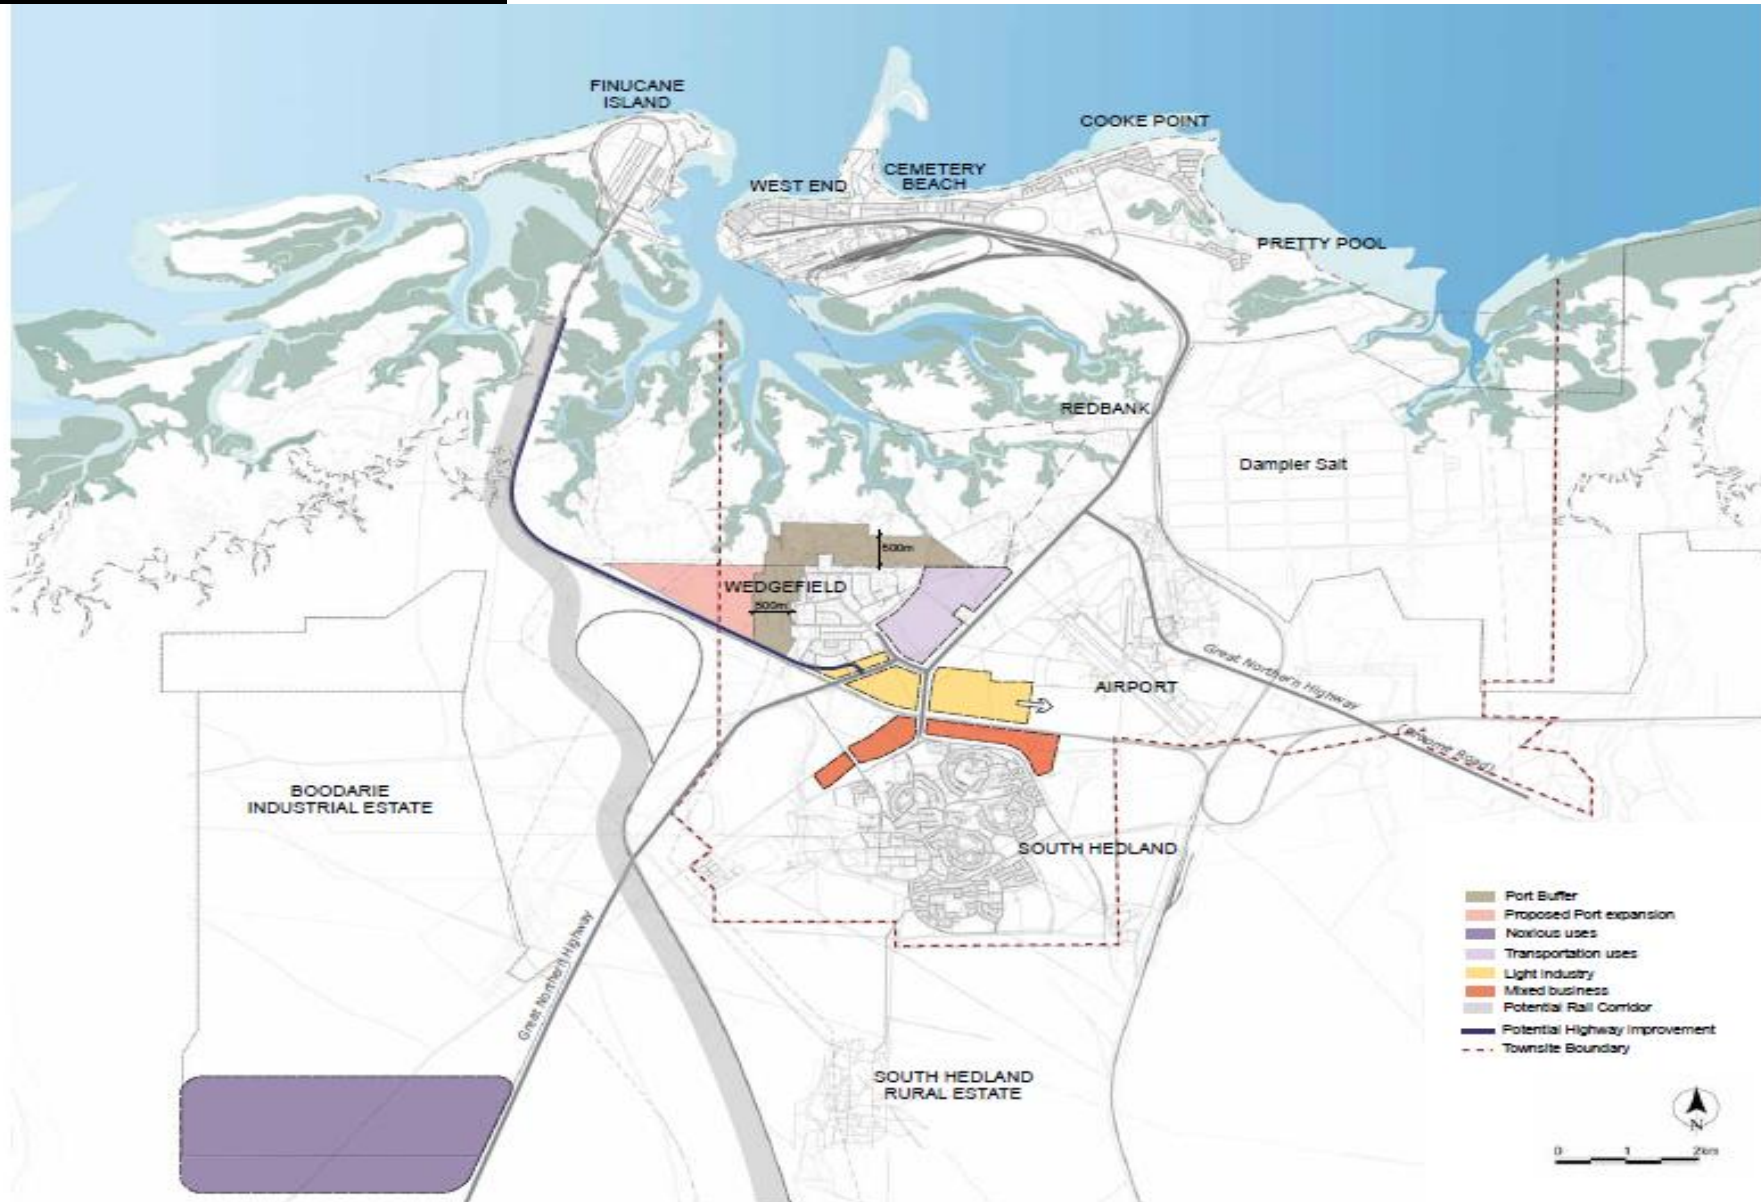 FINUCANE
ISLAND
COOKE POINT
CEMETERY
BEACH
WEST END
PRETTY POOL
REDBANK
Dampier Salt
500m
WEDGEFIELD
500m
Great Northern Highway
AIRPORT
(Broome Road)
BOODARIE
INDUSTRIAL ESTATE
SOUTH HEDLAND
Great Northern Highway
SOUTH HEDLAND
RURAL ESTATE
Port Buffer
Proposed Port expansion
Noxious uses
Transportation uses
Light Industry
Mixed business
Potential Rail Corridor
Potential Highway Improvement
Townsite Boundary
N
0 1 2km